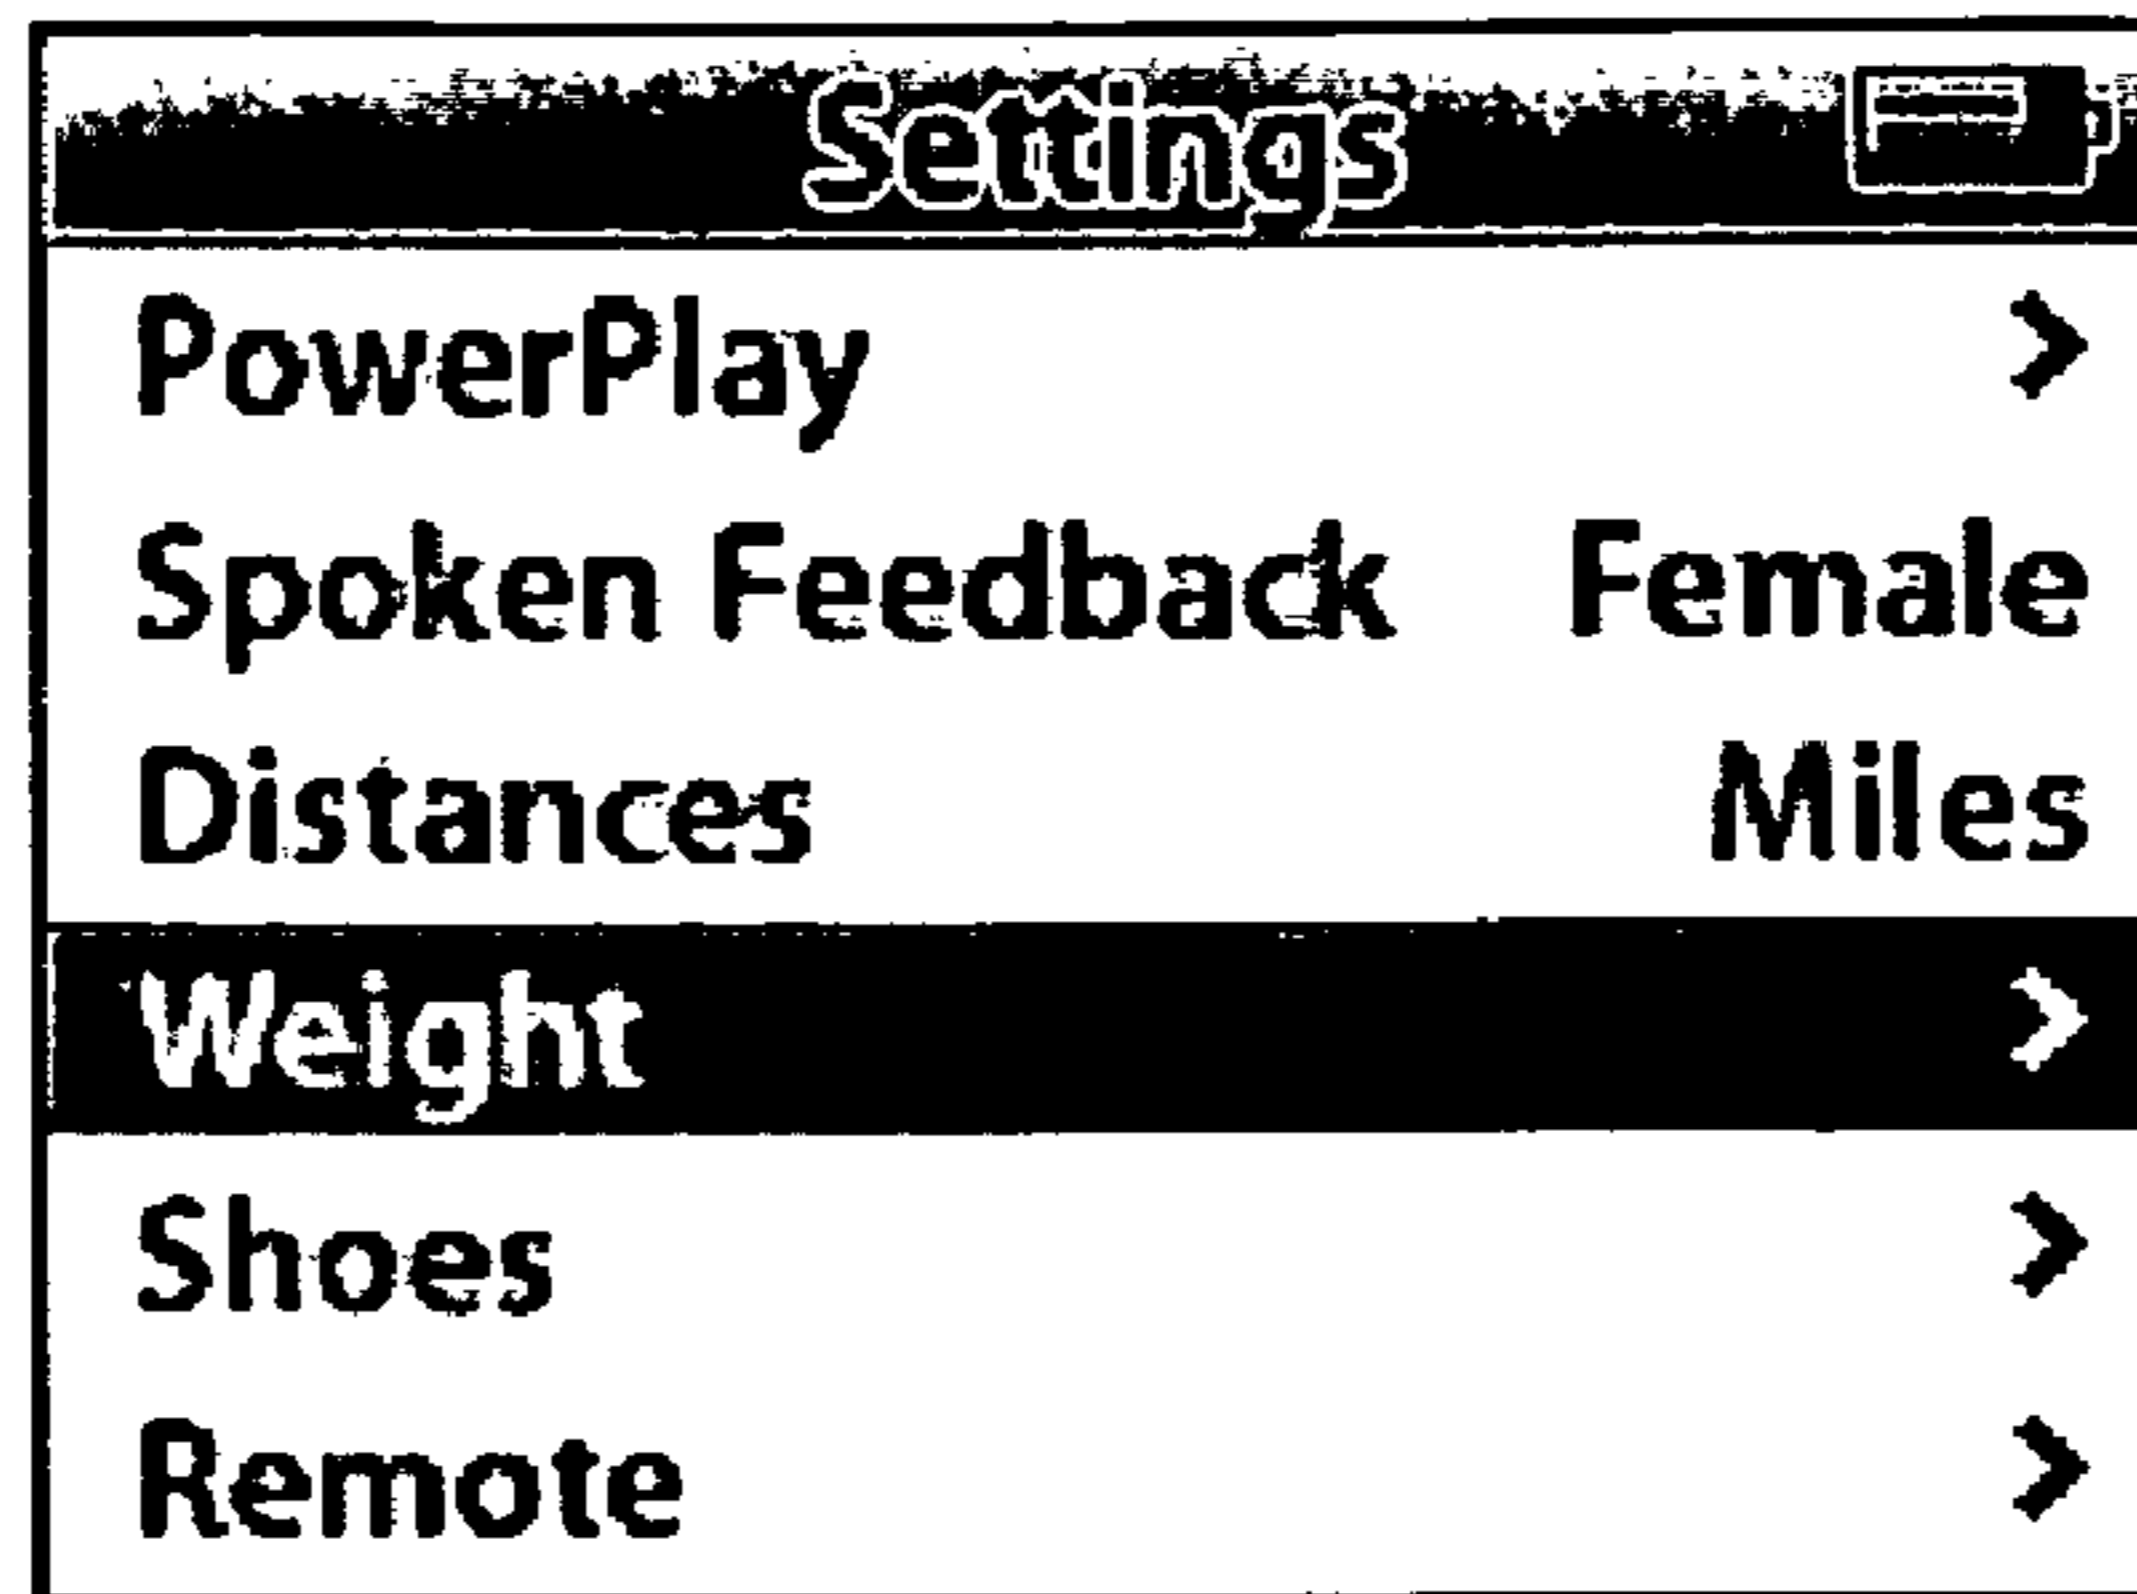 Settings
PowerPlay >
Spoken Feedback Female
Distances Miles
Weight >
Shoes >
Remote >